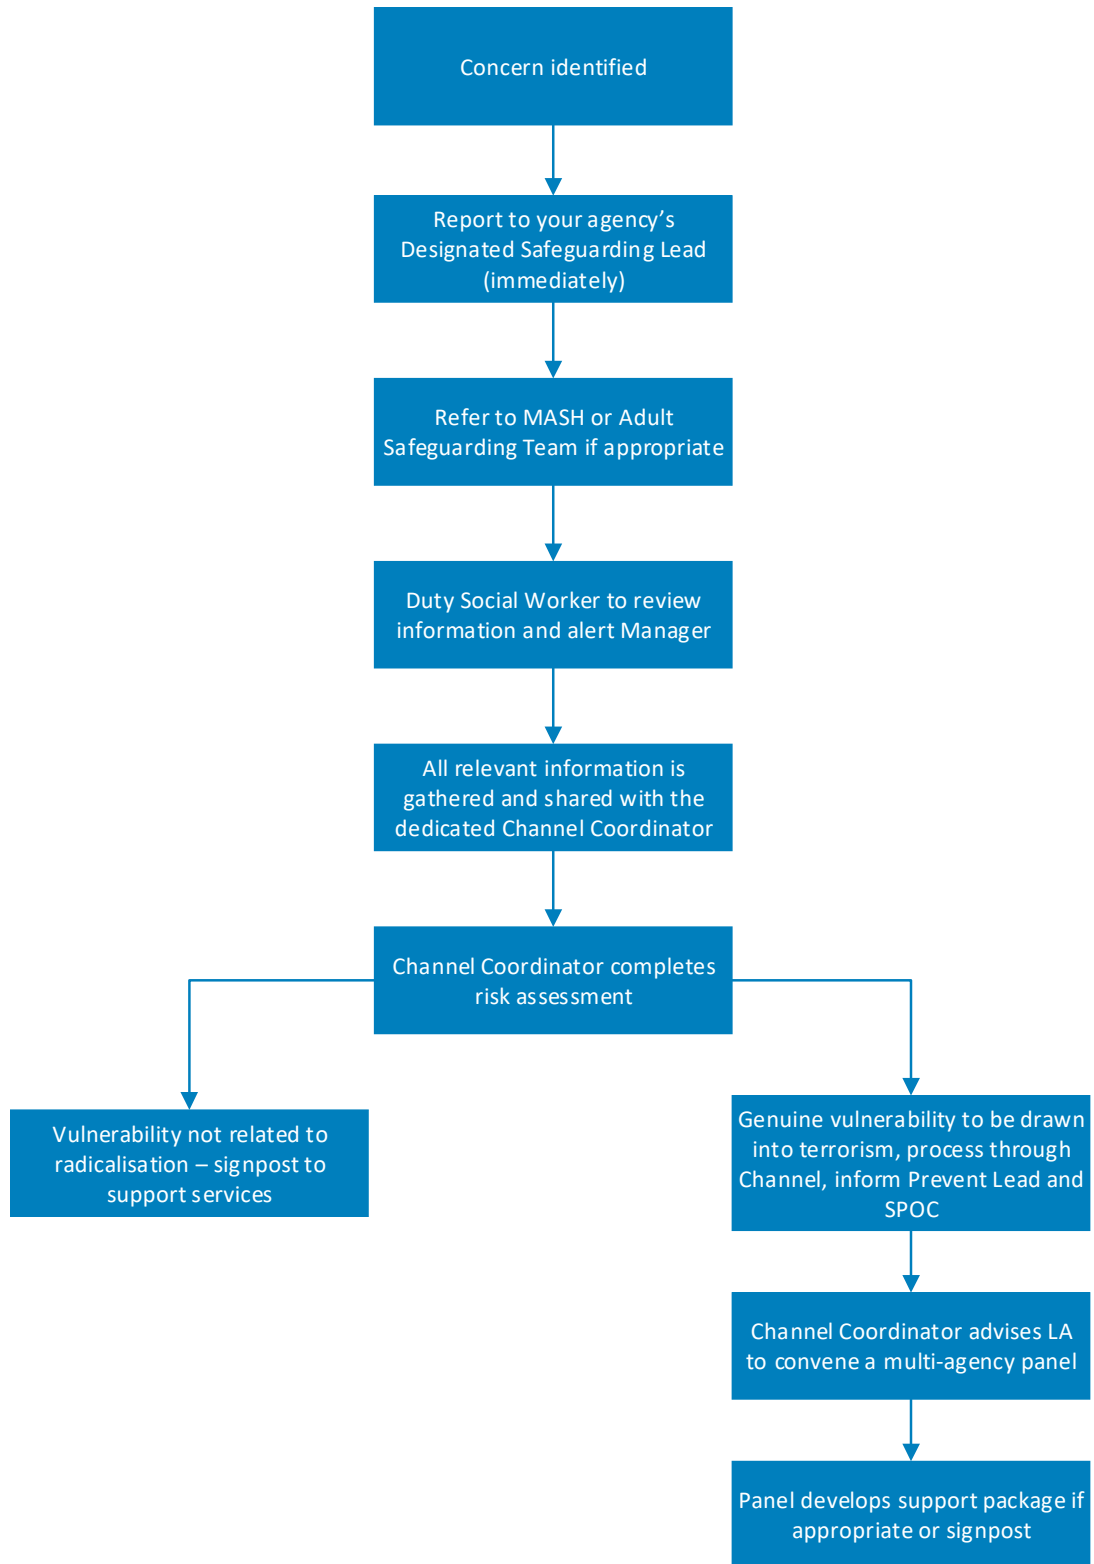 Concern identified
Report to your agency’s
Designated Safeguarding Lead
(immediately)
Refer to MASH or Adult
Safeguarding Team if appropriate
Duty Social Worker to review
information and alert Manager
All relevant information is
gathered and shared with the
dedicated Channel Coordinator
Channel Coordinator completes
risk assessment
Vulnerability not related to
radicalisation – signpost to
support services
Genuine vulnerability to be drawn
into terrorism, process through
Channel, inform Prevent Lead and
SPOC
Channel Coordinator advises LA
to convene a multi-agency panel
Panel develops support package if
appropriate or signpost